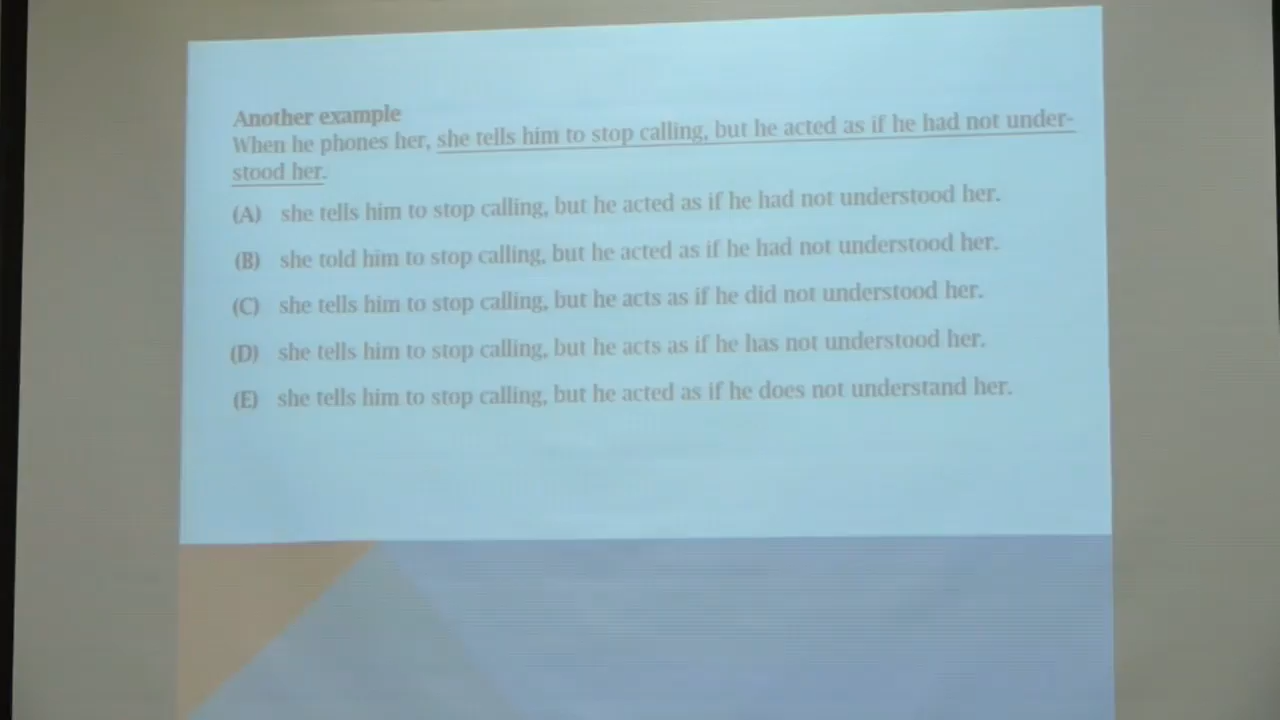 Another example
When he phones her, she tells him to stop calling, but he acted as if he had not under-
stood her.
(A) she tells him to stop calling, but he acted as if he had not understood her.
(B) she told him to stop calling, but he acted as if he had not understood her.
(C) she tells him to stop calling, but he acts as if he did not understood her.
(D) she tells him to stop calling, but he acts as if he has not understood her.
(E) she tells him to stop calling, but he acted as if he does not understand her.